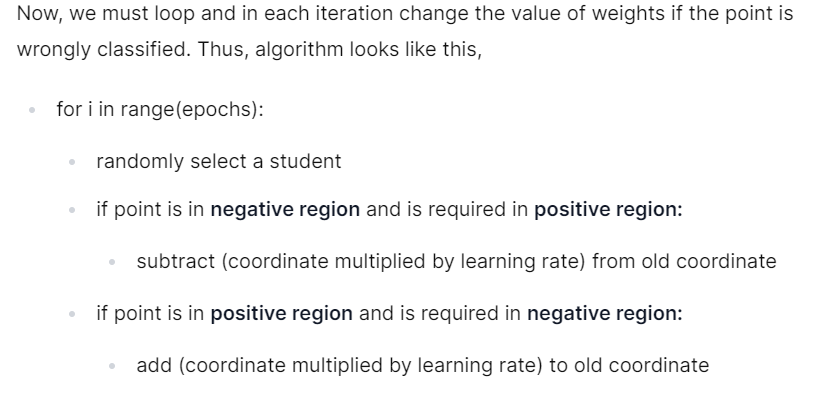 Now, we must loop and in each iteration change the value of weights if the point is
wrongly classified. Thus, algorithm looks like this,
for i in range(epochs):
randomly select a student
if point is in negative region and is required in positive region:
subtract (coordinate multiplied by learning rate) from old coordinate
if point is in positive region and is required in negative region:
add (coordinate multiplied by learning rate) to old coordinate